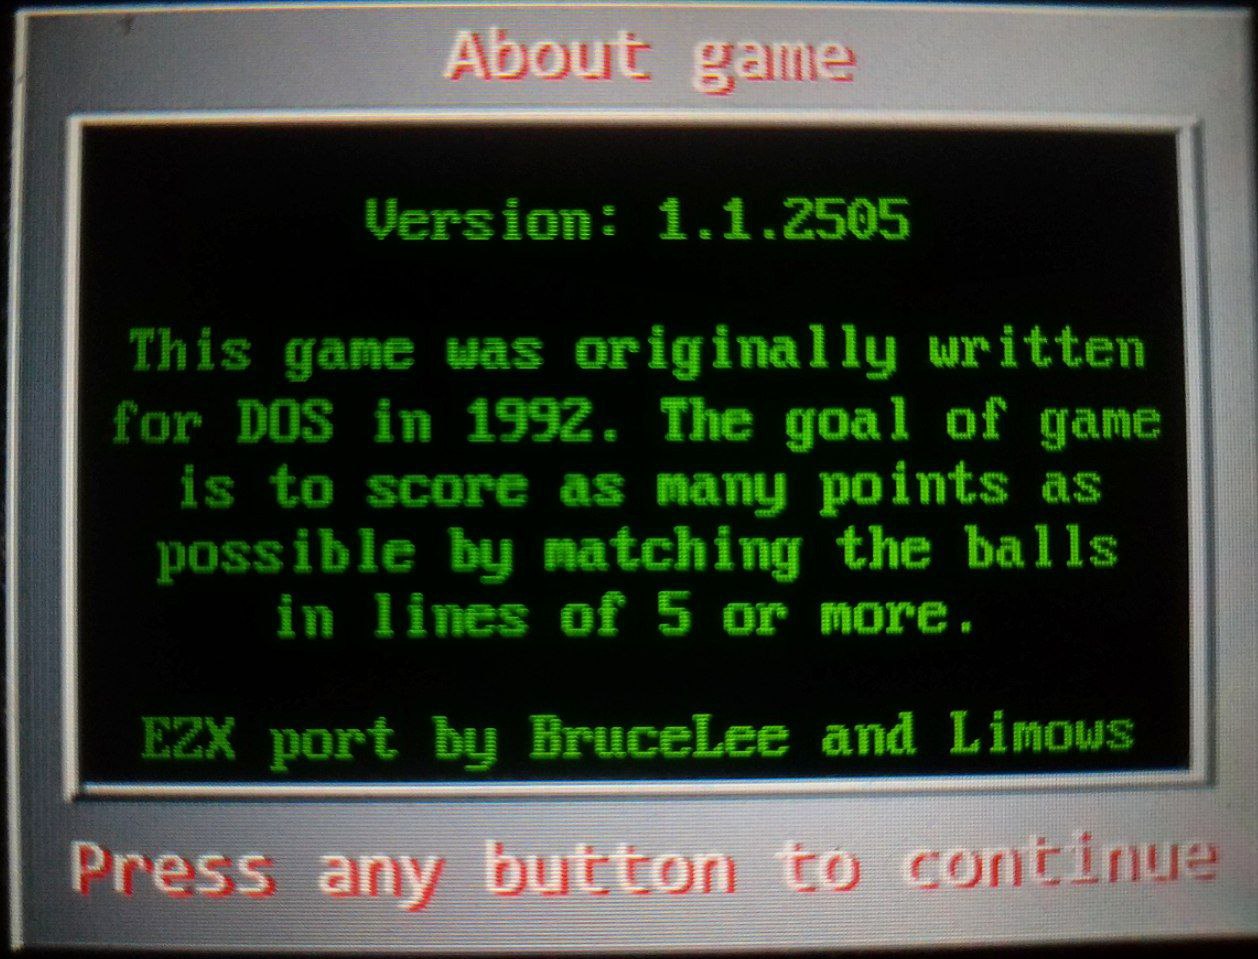 About game
Version: 1.1.2505
This game was originally written
for DOS in 1992. The goal of game
is to score as many points as
possible by matching the balls
in lines of 5 or more.
EZX port by BruceLee and Limows
Press any button to continue